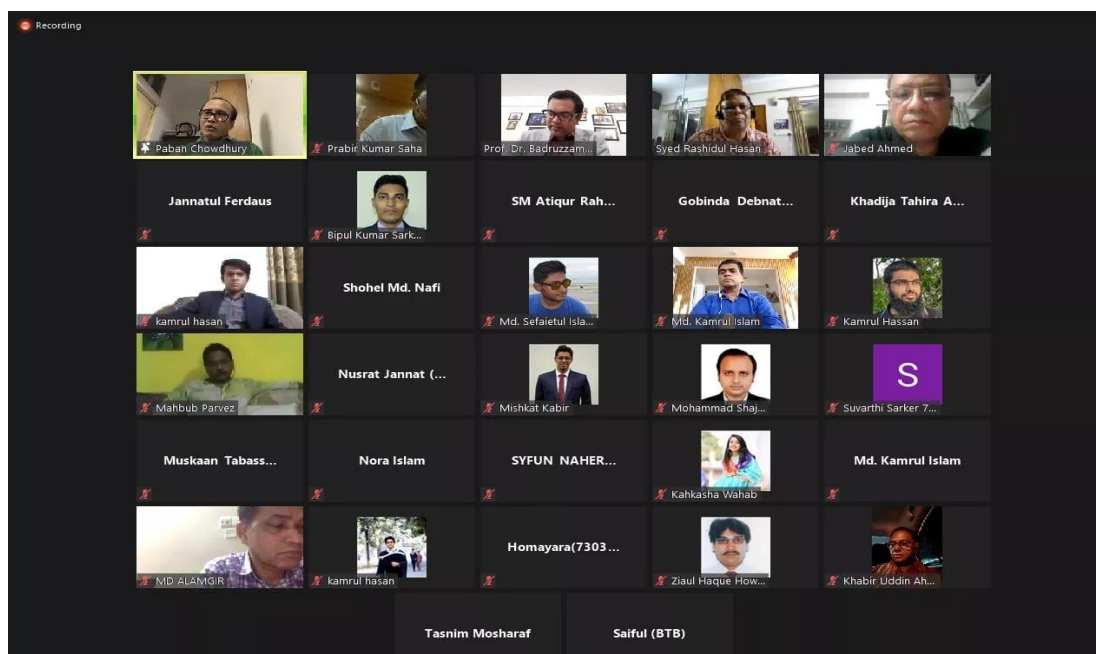 Recording
Paban Chowdhury
Prabir Kumar Saha
Prof. Dr. Badruzzam...
Syed Rashidul Hasan
Jabed Ahmed
Jannatul Ferdaus
Bipul Kumar Sark...
SM Atiqur Rah...
Gobinda Debnat...
Khadija Tahira A...
kamrul hasan
Shohel Md. Nafi
Md. Sefaietul Isla...
Md. Kamrul Islam
Kamrul Hassan
Mahbub Parvez
Nusrat Jannat (...
Mishkat Kabir
Mohammad Shaj...
S
Suvarthi Sarker 7...
Muskaan Tabass...
Nora Islam
SYFUN NAHER...
Kahkasha Wahab
Md. Kamrul Islam
MD ALAMGIR
kamrul hasan
Homayara(7303...
Ziaul Haque How...
Khabir Uddin Ah...
Tasnim Mosharaf
Saiful (BTB)